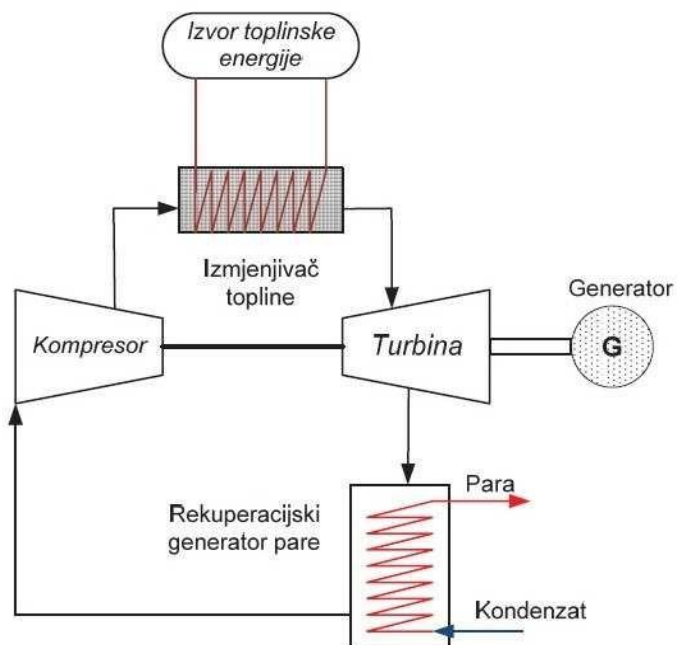 Izvor toplinske
energije
Izmjenjivač
topline
Generator
Kompresor
Turbina
G
Para
Rekuperacijski
generator pare
Kondenzat